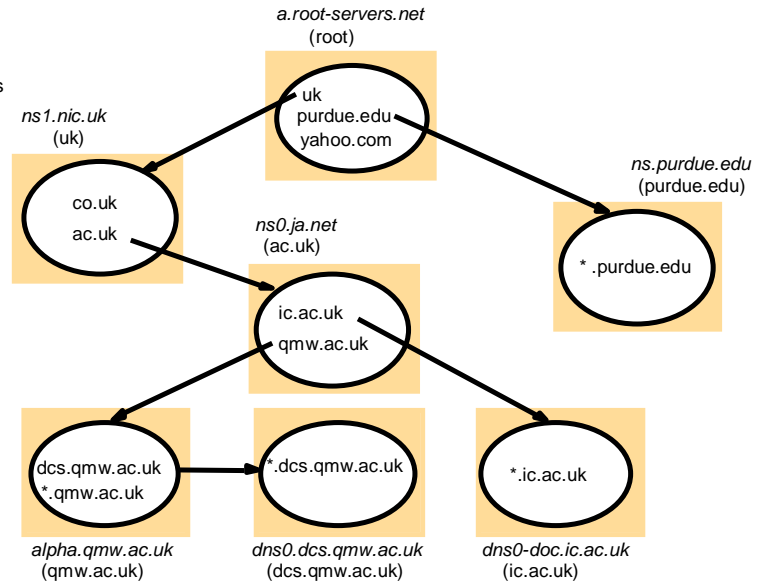 a.root-servers.net
(root)
s
uk
purdue.edu
yahoo.com
ns1.nic.uk
(uk)
co.uk
ac.uk
ns.purdue.edu
(purdue.edu)
* .purdue.edu
ns0.ja.net
(ac.uk)
ic.ac.uk
qmw.ac.uk
dcs.qmw.ac.uk
*.qmw.ac.uk
*.dcs.qmw.ac.uk
*.ic.ac.uk
alpha.qmw.ac.uk
(qmw.ac.uk)
dns0.dcs.qmw.ac.uk
(dcs.qmw.ac.uk)
dns0-doc.ic.ac.uk
(ic.ac.uk)